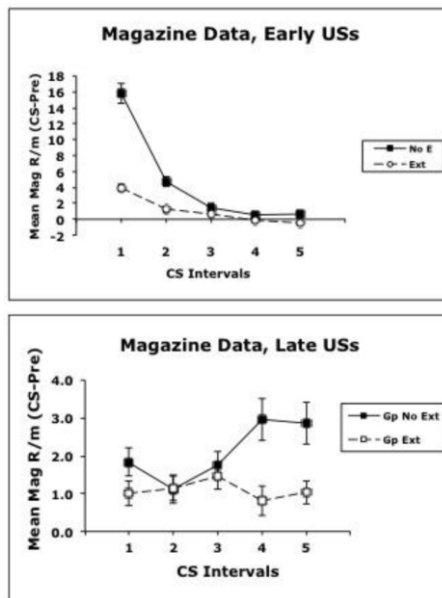 Magazine Data, Early USs
Mean Mag R/m (CS-Pre)
18
16
14
12
10
8
6
4
2
0
-2
1 2 3 4 5
CS Intervals
No E
Ext
Magazine Data, Late USs
Mean Mag R/m (CS-Pre)
4.0
3.0
2.0
1.0
0.0
1 2 3 4 5
CS Intervals
Gp No Ext
Gp Ext